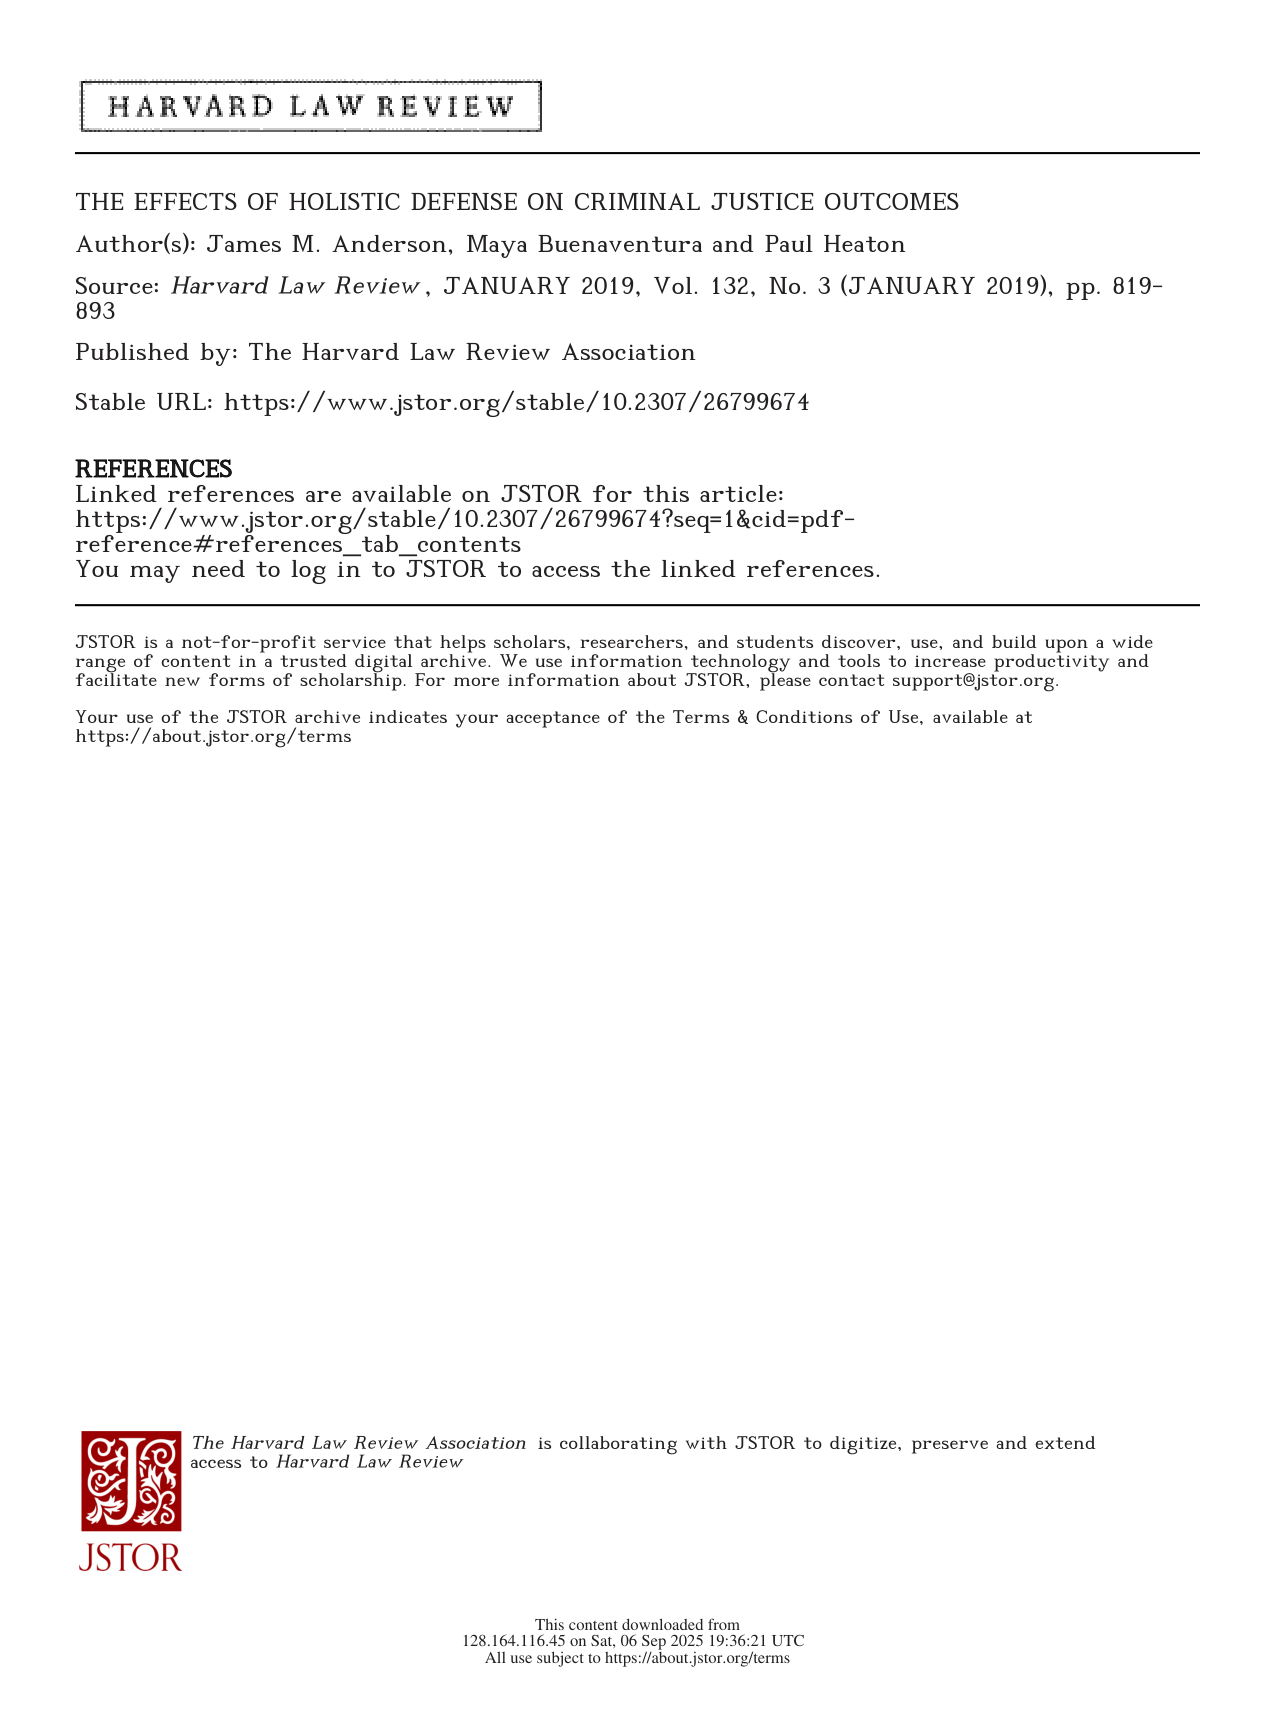 HARVARD LAW REVIEW
THE EFFECTS OF HOLISTIC DEFENSE ON CRIMINAL JUSTICE OUTCOMES
Author(s): James M. Anderson, Maya Buenaventura and Paul Heaton
Source: Harvard Law Review, JANUARY 2019, Vol. 132, No. 3 (JANUARY 2019), pp. 819-
893
Published by: The Harvard Law Review Association
Stable URL: https://www.jstor.org/stable/10.2307/26799674
REFERENCES
Linked references are available on JSTOR for this article:
https://www.jstor.org/stable/10.2307/26799674?seq=1&cid=pdf-
reference#references_tab_contents
You may need to log in to JSTOR to access the linked references.
JSTOR is a not-for-profit service that helps scholars, researchers, and students discover, use, and build upon a wide
range of content in a trusted digital archive. We use information technology and tools to increase productivity and
facilitate new forms of scholarship. For more information about JSTOR, please contact support@jstor.org.
Your use of the JSTOR archive indicates your acceptance of the Terms & Conditions of Use, available at
https://about.jstor.org/terms
The Harvard Law Review Association is collaborating with JSTOR to digitize, preserve and extend
access to Harvard Law Review
JSTOR
This content downloaded from
128.164.116.45 on Sat, 06 Sep 2025 19:36:21 UTC
All use subject to https://about.jstor.org/terms